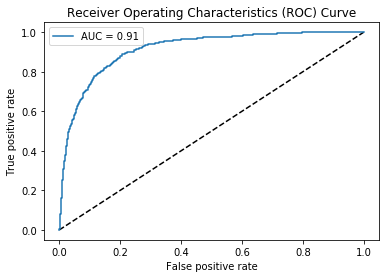 Receiver Operating Characteristics (ROC) Curve
AUC = 0.91
True positive rate
1.0
0.8
0.6
0.4
0.2
0.0
0.0 0.2 0.4 0.6 0.8 1.0
False positive rate